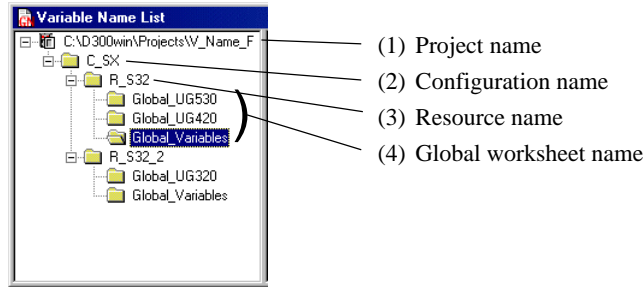 Variable Name List
C:\D300win\Projects\V_Name_F
C_SX
R_S32
Global_UG530
Global_UG420
Global_Variables
R_S32_2
Global_UG320
Global_Variables
(1) Project name
(2) Configuration name
(3) Resource name
(4) Global worksheet name